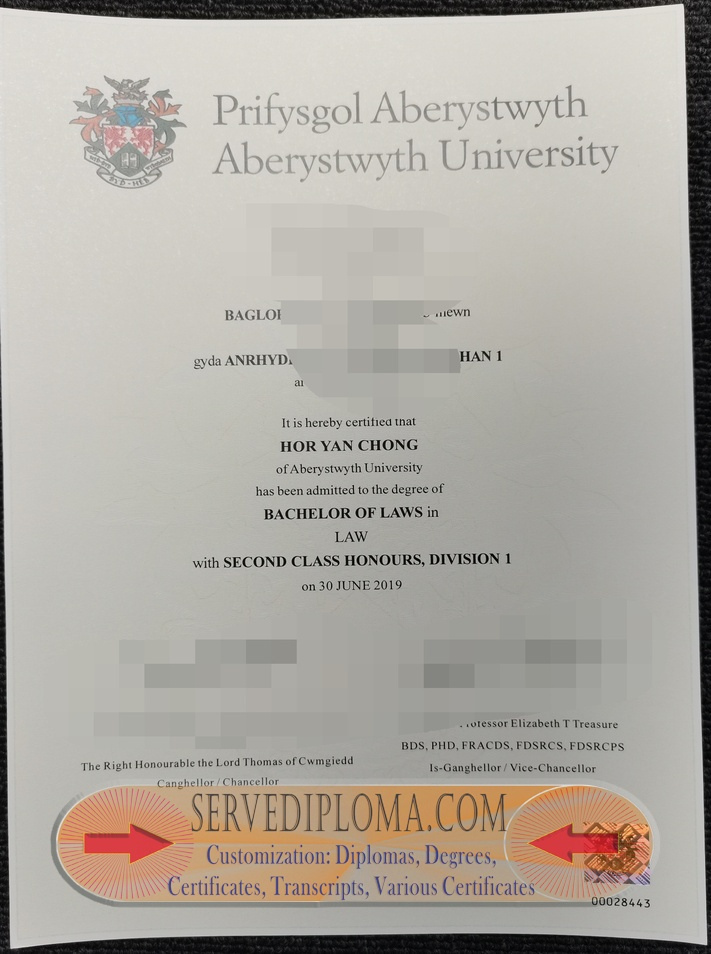 Prifysgol Aberystwyth
Aberystwyth University
gyda
HAN 1
It is hereby certified that
HOR YAN CHONG
of Aberystwyth University
has been admitted to the degree of
BACHELOR OF LAWS in
LAW
with SECOND CLASS HONOURS, DIVISION 1
on 30 JUNE 2019
Professor Elizabeth T Treasure
BDS, PHD, FRACDS, FDSRCS, FDSRCPS
Is-Ganghellor / Vice-Chancellor
The Right Honourable the Lord Thomas of Cwmgiedd
Canghellor / Chancellor
SERVEDIPLOMA.COM
Customization: Diplomas, Degrees,
Certificates, Transcripts, Various Certificates
00028443